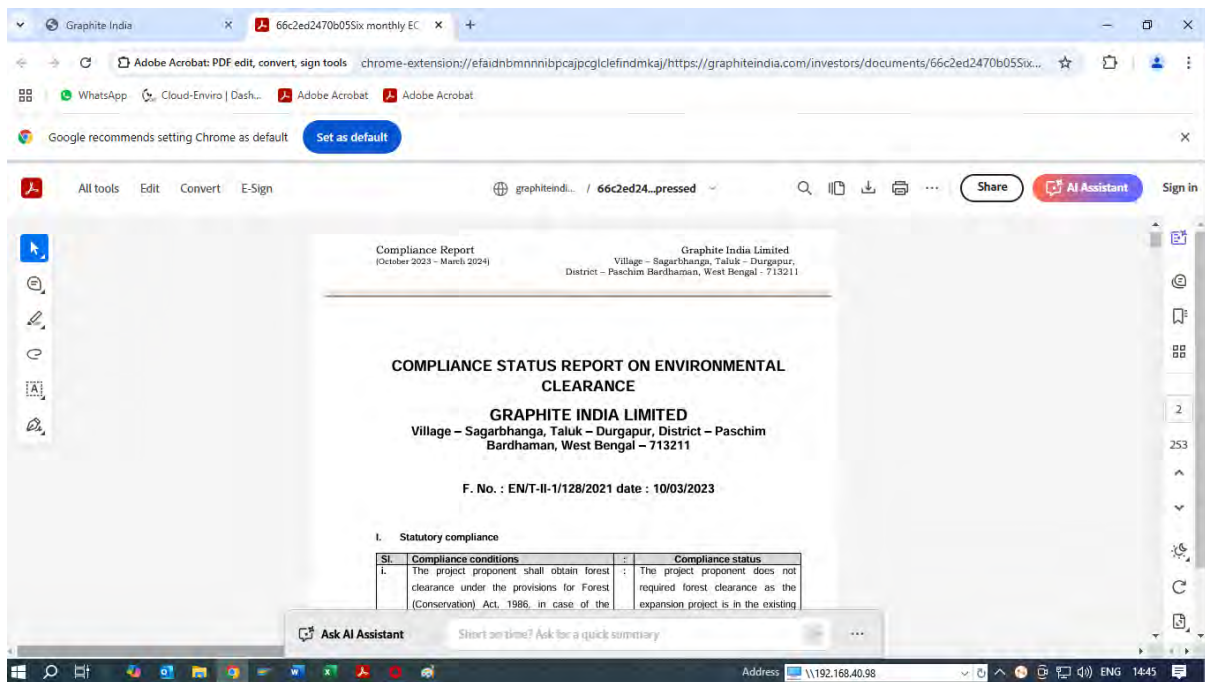 Graphite India
66c2ed2470b05Six monthly EC
Adobe Acrobat: PDF edit, convert, sign tools chrome-extension://efaidnbmnnnibpcajpcglclefindmkaj/https://graphiteindia.com/investors/documents/66c2ed2470b05Six...
WhatsApp Cloud-Enviro | Dash... Adobe Acrobat Adobe Acrobat
Google recommends setting Chrome as default Set as default
All tools Edit Convert E-Sign graphiteindi... / 66c2ed24...pressed Share AI Assistant Sign in
Compliance Report Graphite India Limited
(October 2023 – March 2024) Village – Sagarbhanga, Taluk – Durgapur,
District – Paschim Bardhaman, West Bengal - 713211
COMPLIANCE STATUS REPORT ON ENVIRONMENTAL
CLEARANCE
GRAPHITE INDIA LIMITED
Village – Sagarbhanga, Taluk – Durgapur, District – Paschim
Bardhaman, West Bengal – 713211
F. No. : EN/T-II-1/128/2021 date : 10/03/2023
I. Statutory compliance
Sl. Compliance conditions : Compliance status
i. The project proponent shall obtain forest : The project proponent does not
clearance under the provisions for Forest required forest clearance as the
(Conservation) Act, 1986, in case of the expansion project is in the existing
2
253
Ask AI Assistant Short on time? Ask for a quick summary
Address \\192.168.40.98 ENG 14:45